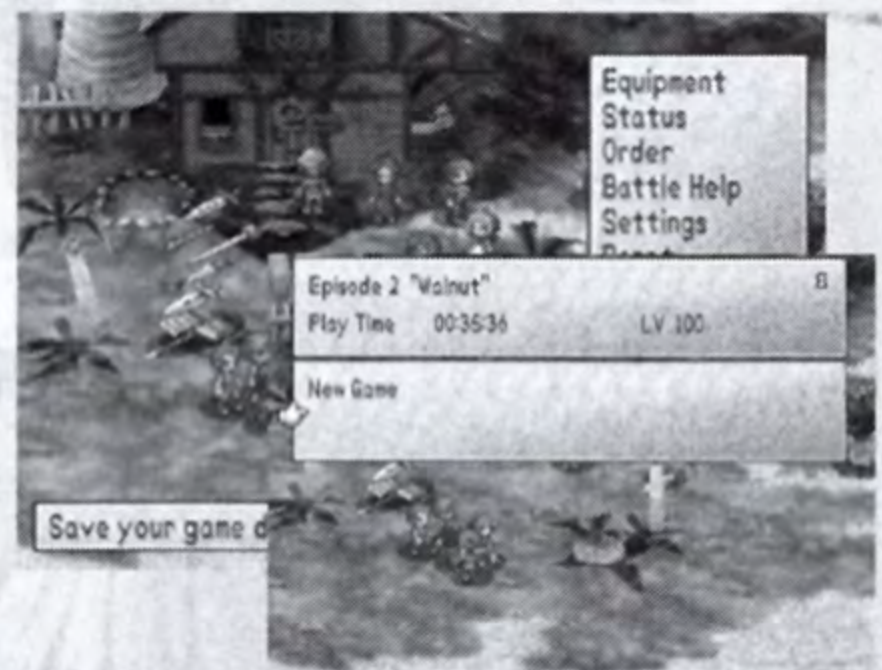 Equipment
Status
Order
Battle Help
Settings
Episode 2 "Walnut"
8
Play Time 00:35:36 LV 100
New Game
Save your game